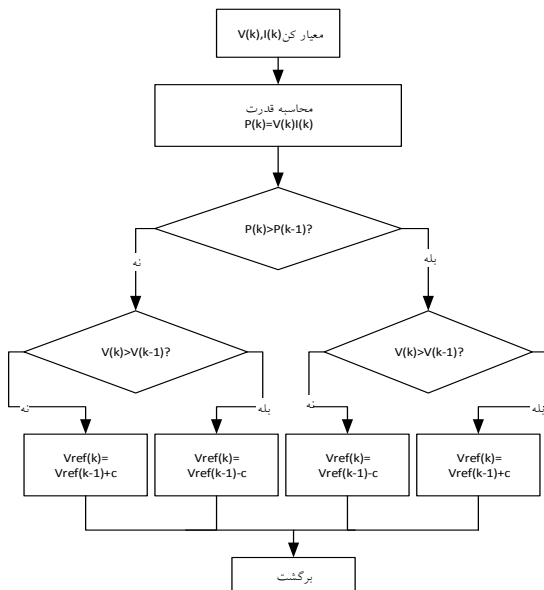 معیار کن V(k),I(k)
محاسبه قدرت
P(k)=V(k)I(k)
P(k)>P(k-1)?
نه
بله
V(k)>V(k-1)?
V(k)>V(k-1)?
نه
بله
نه
بله
Vref(k)=
Vref(k-1)+c
Vref(k)=
Vref(k-1)-c
Vref(k)=
Vref(k-1)-c
Vref(k)=
Vref(k-1)+c
برگشت